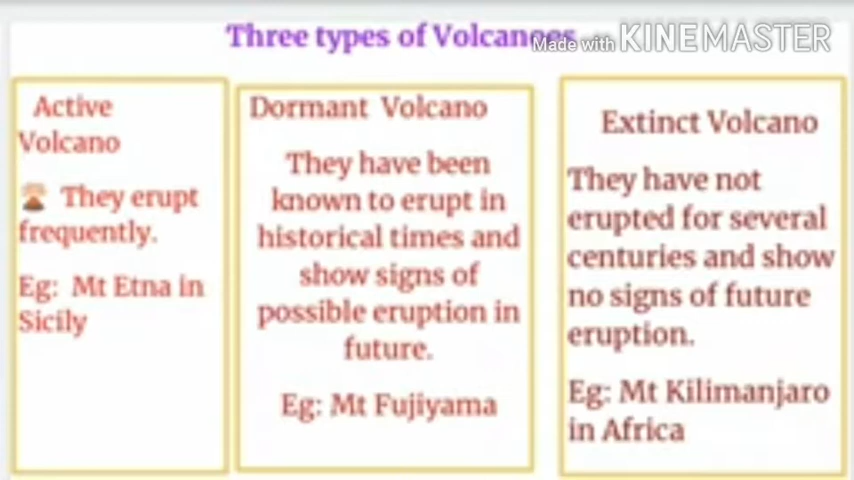 Three types of Volcanoes
Made with KINEMASTER
Active
Volcano
They erupt
frequently.
Eg: Mt Etna in
Sicily
Dormant Volcano
They have been
known to erupt in
historical times and
show signs of
possible eruption in
future.
Eg: Mt Fujiyama
Extinct Volcano
They have not
erupted for several
centuries and show
no signs of future
eruption.
Eg: Mt Kilimanjaro
in Africa